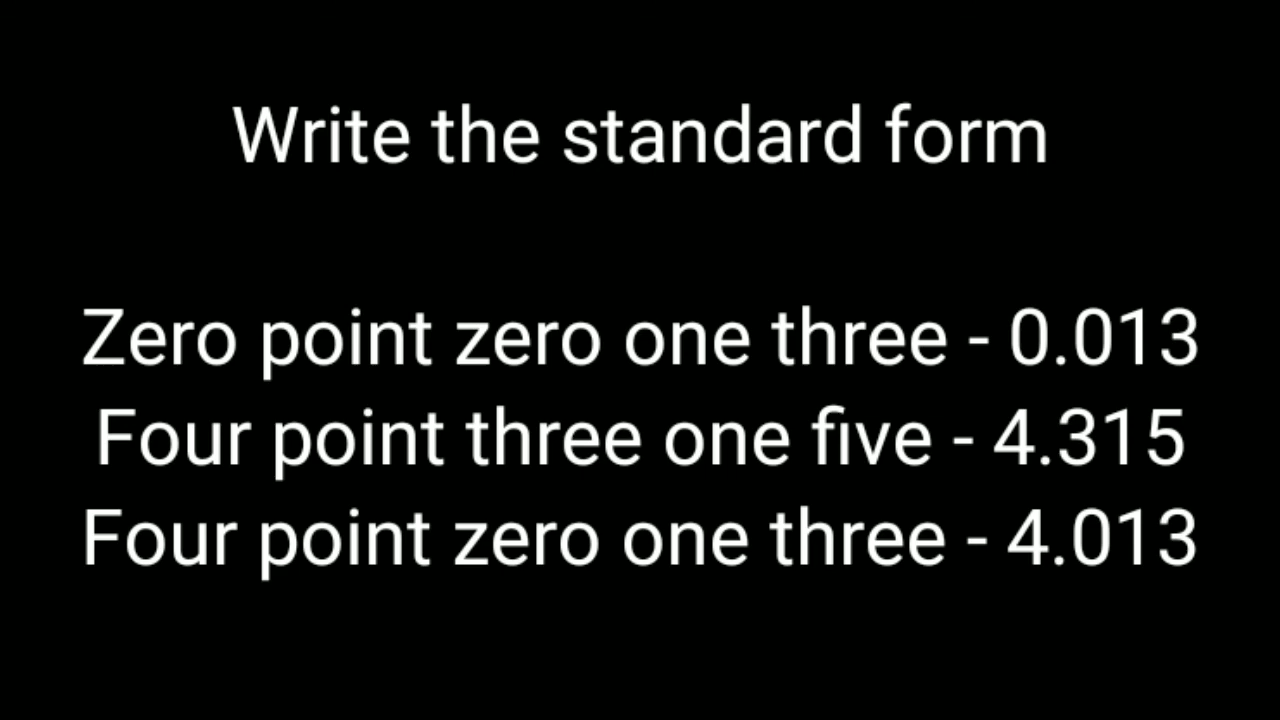 Write the standard form
Zero point zero one three - 0.013
Four point three one five - 4.315
Four point zero one three - 4.013